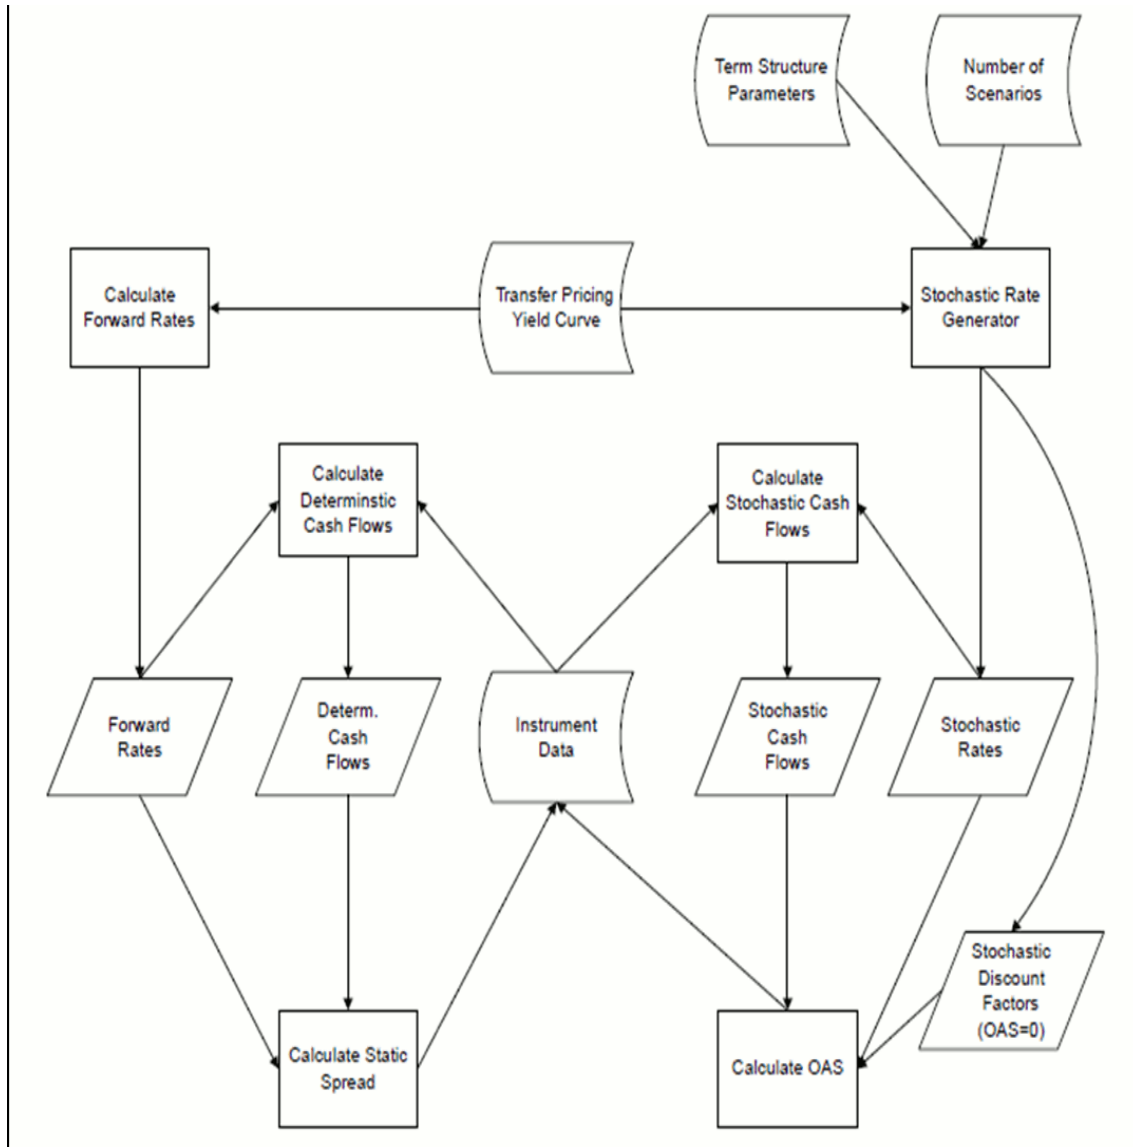 Term Structure
Parameters
Number of
Scenarios
Calculate
Forward Rates
Transfer Pricing
Yield Curve
Stochastic Rate
Generator
Calculate
Determinstic
Cash Flows
Calculate
Stochastic Cash
Flows
Forward
Rates
Determ.
Cash
Flows
Instrument
Data
Stochastic
Cash
Flows
Stochastic
Rates
Stochastic
Discount
Factors
(OAS=0)
Calculate Static
Spread
Calculate OAS